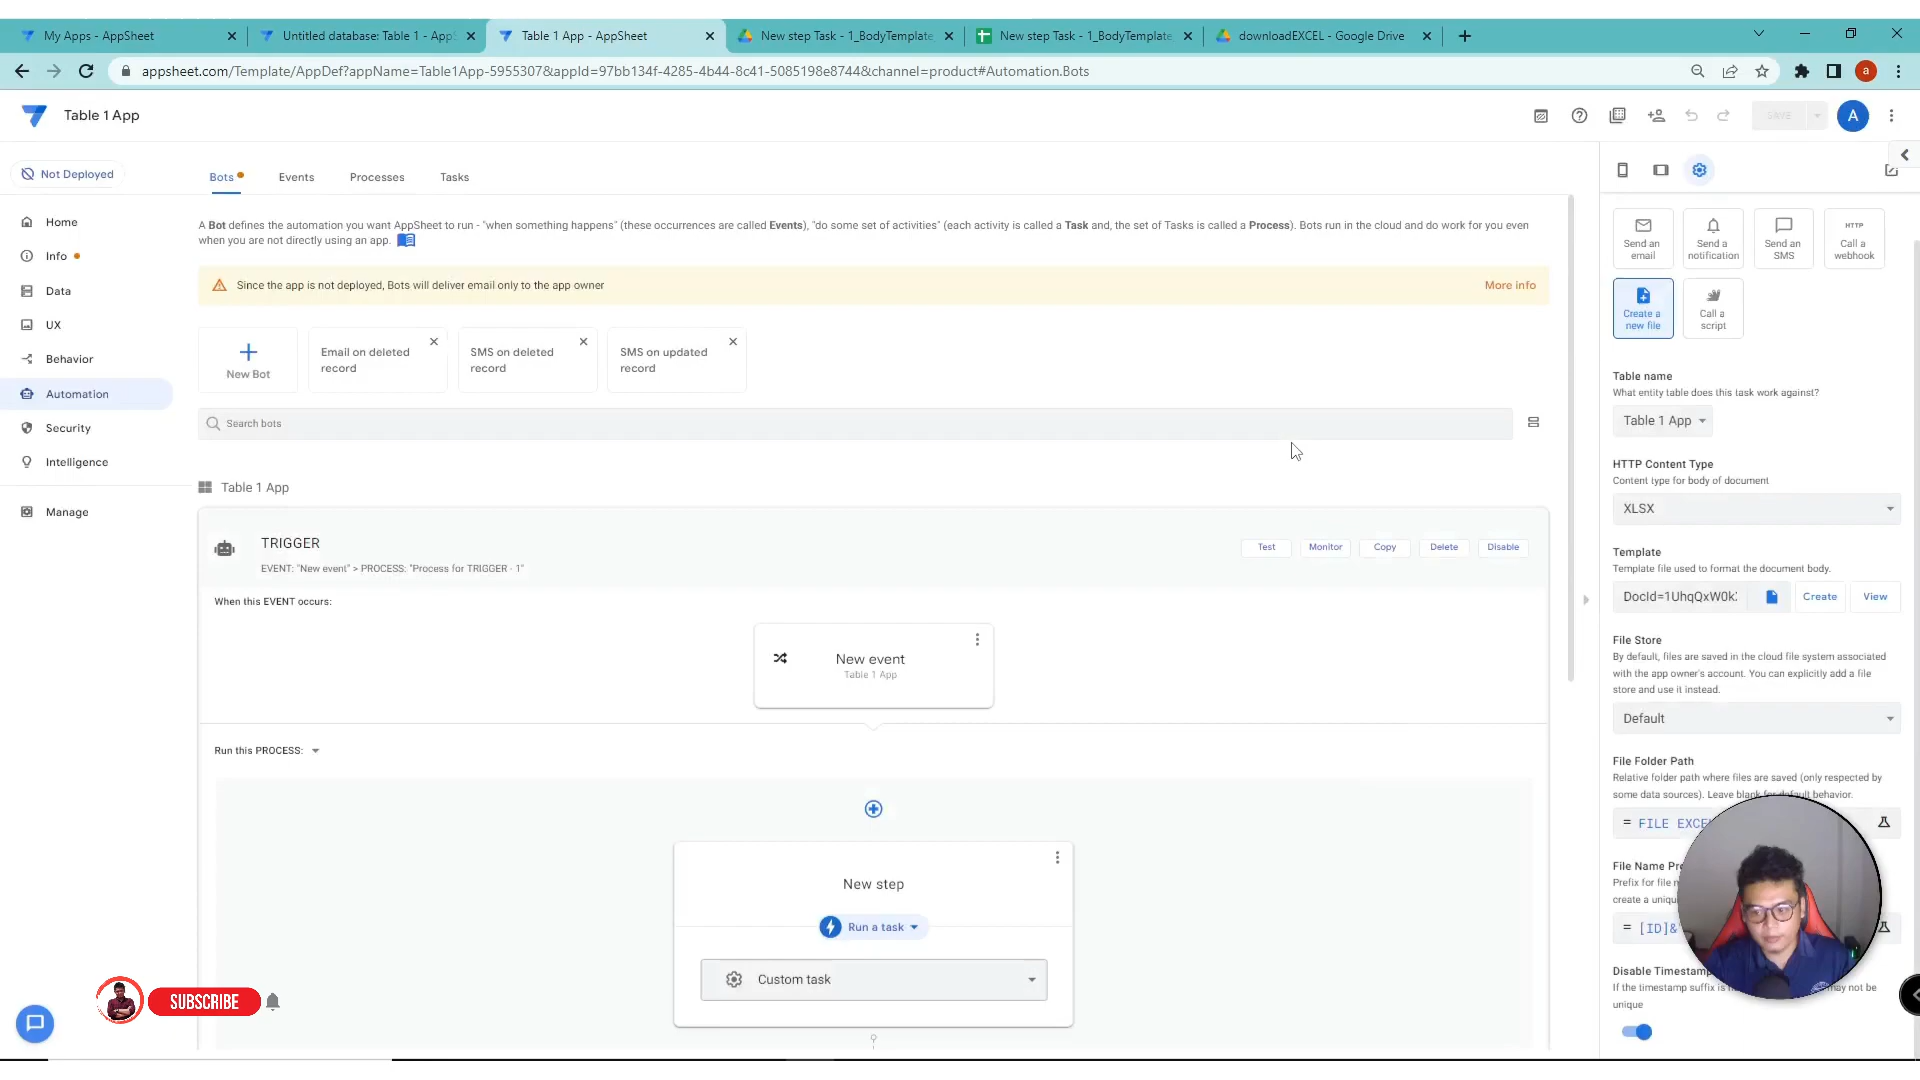 My Apps - AppSheet
Untitled database: Table 1 - AppS
Table 1 App - AppSheet
New step Task - 1_BodyTemplate
New step Task - 1_BodyTemplate
downloadEXCEL - Google Drive
appsheet.com/Template/AppDef?appName=Table1App-5955307&appId=97bb134f-4285-4b44-8c41-5085198e8744&channel=product#Automation.Bots
a
Table 1 App
SAVE
A
Not Deployed
Home
Info
Data
UX
Behavior
Automation
Security
Intelligence
Manage
Bots
Events
Processes
Tasks
A Bot defines the automation you want AppSheet to run - "when something happens" (these occurrences are called Events), "do some set of activities" (each activity is called a Task and, the set of Tasks is called a Process). Bots run in the cloud and do work for you even
when you are not directly using an app.
Since the app is not deployed, Bots will deliver email only to the app owner
More info
New Bot
Email on deleted
record
SMS on deleted
record
SMS on updated
record
Search bots
Table 1 App
TRIGGER
EVENT: "New event" > PROCESS: "Process for TRIGGER - 1"
Test
Monitor
Copy
Delete
Disable
When this EVENT occurs:
New event
Table 1 App
Run this PROCESS:
New step
Run a task
Custom task
SUBSCRIBE
Send an
email
Send a
notification
Send an
SMS
HTTP
Call a
webhook
Create a
new file
Call a
script
Table name
What entity table does this task work against?
Table 1 App
HTTP Content Type
Content type for body of document
XLSX
Template
Template file used to format the document body.
DocId=1UhqQxW0k
Create
View
File Store
By default, files are saved in the cloud file system associated
with the app owner's account. You can explicitly add a file
store and use it instead.
Default
File Folder Path
Relative folder path where files are saved (only respected by
some data sources). Leave blank for default behavior.
= FILE EXCE
File Name Pre
Prefix for file n
create a uniqu
= [ID]&
Disable Timestamp
If the timestamp suffix is may not be
unique